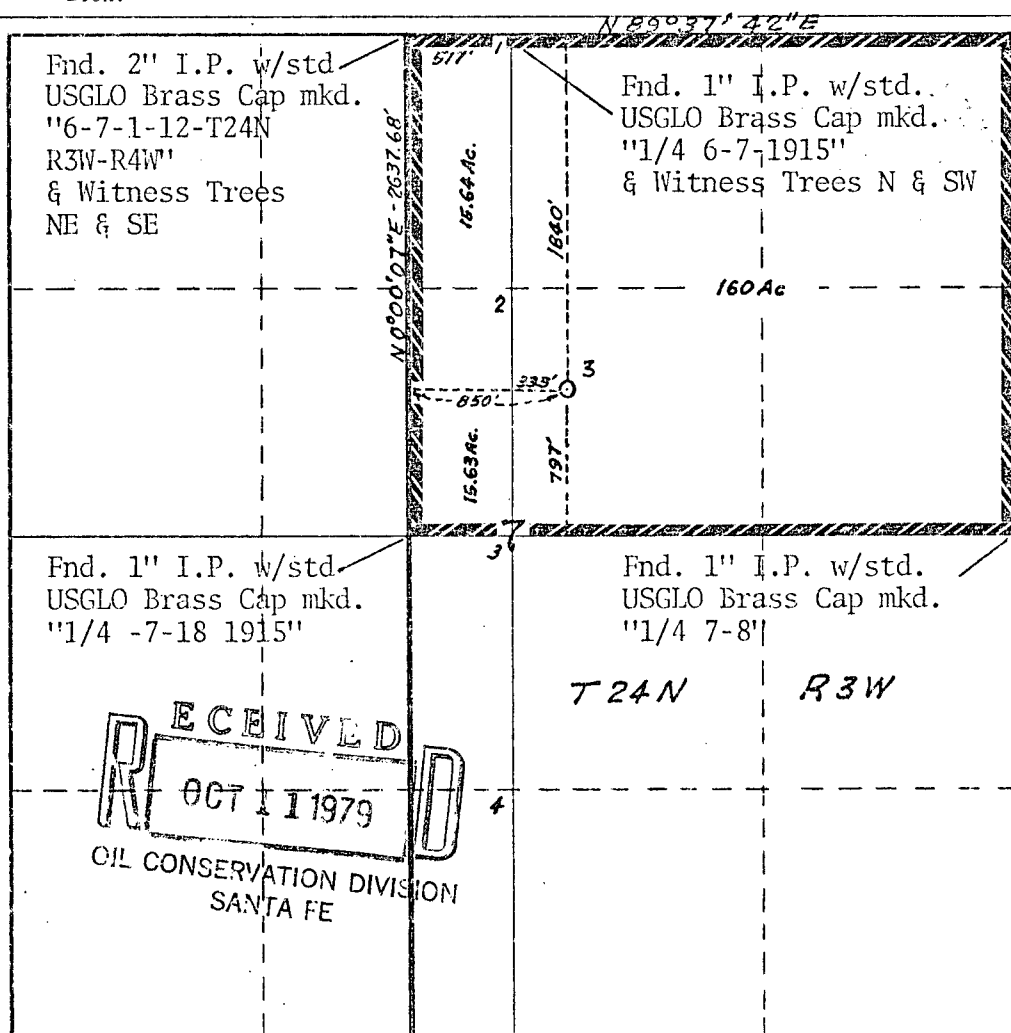 N 89°37'42"E
Fnd. 2" I.P. w/std
USGLO Brass Cap mkd.
"6-7-1-12-T24N
R3W-R4W"
& Witness Trees
NE & SE
517'
1
Fnd. 1" I.P. w/std.
USGLO Brass Cap mkd.
"1/4 6-7-1915"
& Witness Trees N & SW
N0°00'07"E - 2637.68'
15.64 Ac.
1840'
2
160 Ac
333'
3
850'
15.63 Ac.
797'
7
3
Fnd. 1" I.P. w/std
USGLO Brass Cap mkd.
"1/4 -7-18 1915"
Fnd. 1" I.P. w/std.
USGLO Brass Cap mkd.
"1/4 7-8"
T24N R3W
RECEIVED
OCT 11 1979
OIL CONSERVATION DIVISION
SANTA FE
4